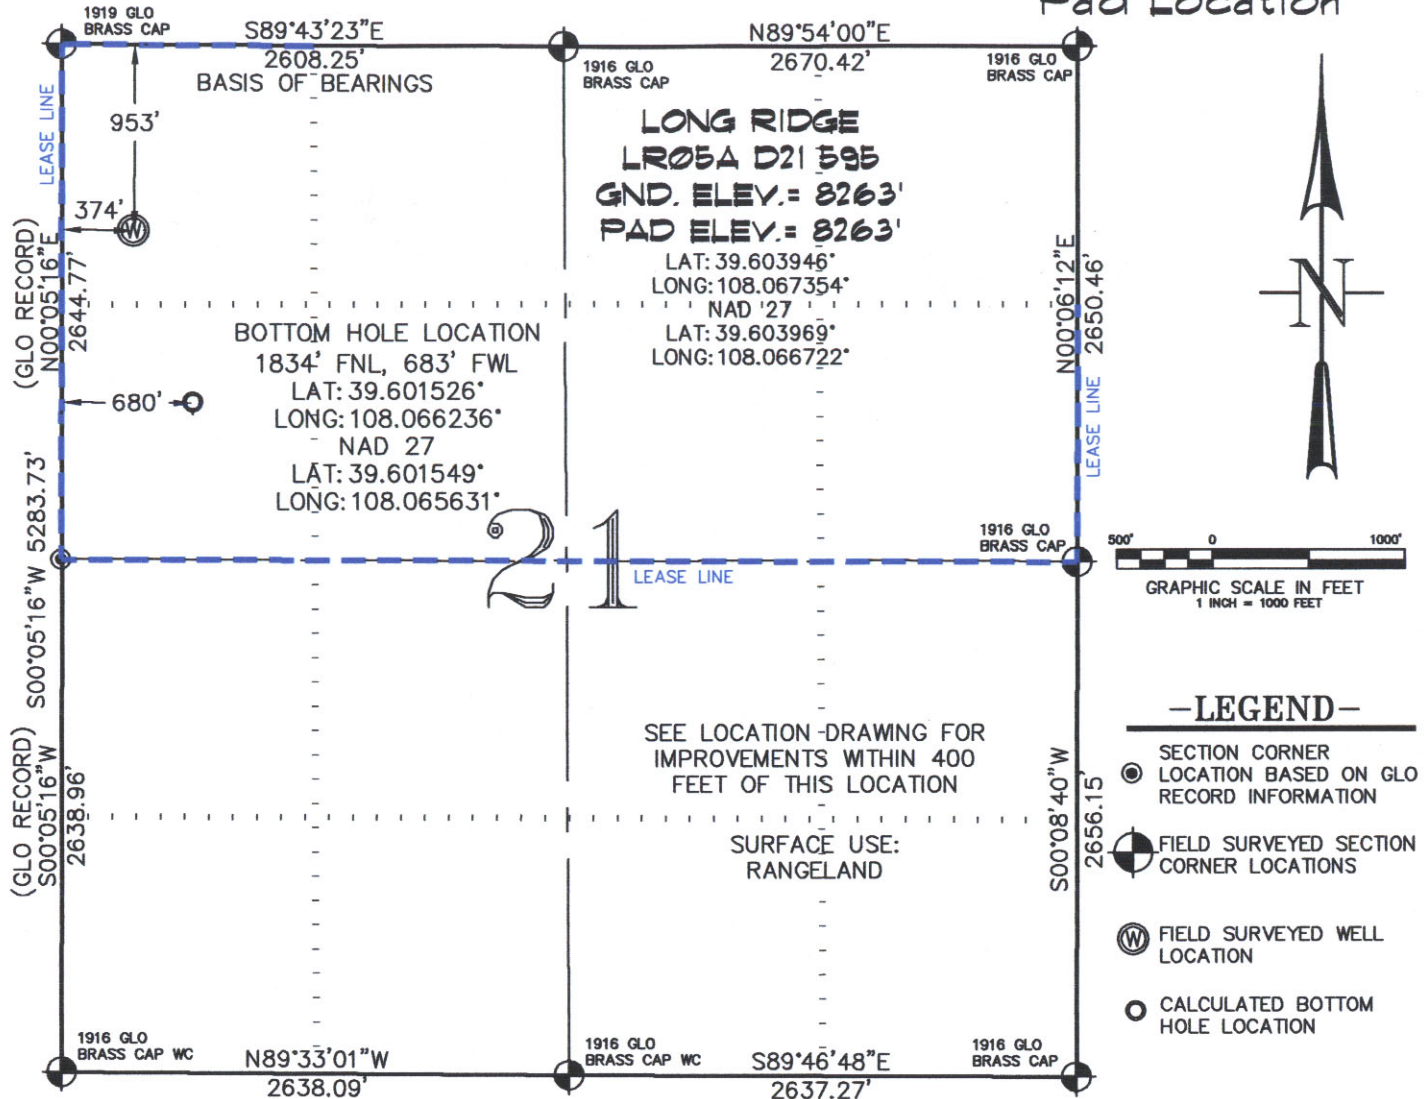 Pad Location
1919 GLO
BRASS CAP
S89°43'23"E
2608.25'
BASIS OF BEARINGS
N89°54'00"E
2670.42'
1916 GLO
BRASS CAP
1916 GLO
BRASS CAP
LEASE LINE
953'
374'
W
(GLO RECORD)
N00°05'16"E
2644.77'
LONG RIDGE
LR05A D21 595
GND. ELEV.= 8263'
PAD ELEV.= 8263'
LAT: 39.603946°
LONG: 108.067354°
NAD '27
LAT: 39.603969°
LONG: 108.066722°
N00°06'12"E
2650.46'
LEASE LINE
N
BOTTOM HOLE LOCATION
1834' FNL, 683' FWL
LAT: 39.601526°
LONG: 108.066236°
NAD 27
LAT: 39.601549°
LONG: 108.065631°
680'
S00°05'16"W 5283.73'
21
LEASE LINE
1916 GLO
BRASS CAP
500' 0 1000'
GRAPHIC SCALE IN FEET
1 INCH = 1000 FEET
(GLO RECORD)
S00°05'16"W
2638.96'
SEE LOCATION DRAWING FOR
IMPROVEMENTS WITHIN 400
FEET OF THIS LOCATION
SURFACE USE:
RANGELAND
S00°08'40"W
2656.15'
-LEGEND-
SECTION CORNER
LOCATION BASED ON GLO
RECORD INFORMATION
FIELD SURVEYED SECTION
CORNER LOCATIONS
W FIELD SURVEYED WELL
LOCATION
CALCULATED BOTTOM
HOLE LOCATION
1916 GLO
BRASS CAP WC
N89°33'01"W
2638.09'
1916 GLO
BRASS CAP WC
S89°46'48"E
2637.27'
1916 GLO
BRASS CAP